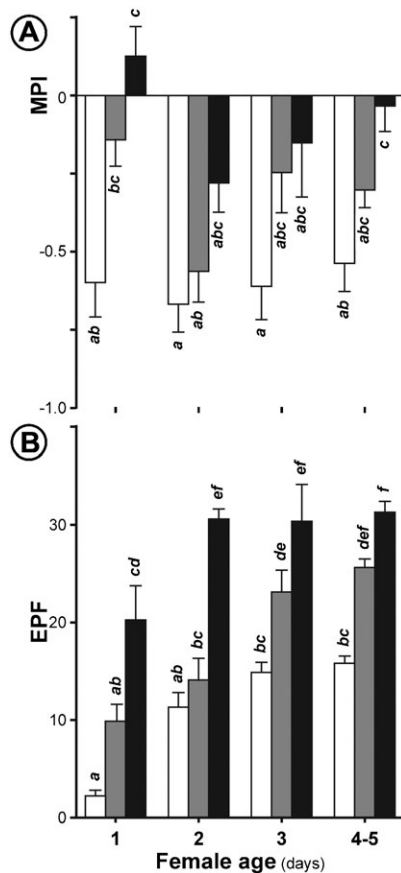 A
MPI
0
-0.5
-1.0
ab
bc
c
a
ab
abc
a
abc
abc
ab
abc
c
B
EPF
30
20
10
0
a
ab
cd
ab
bc
ef
bc
de
ef
bc
def
f
1 2 3 4-5
Female age (days)